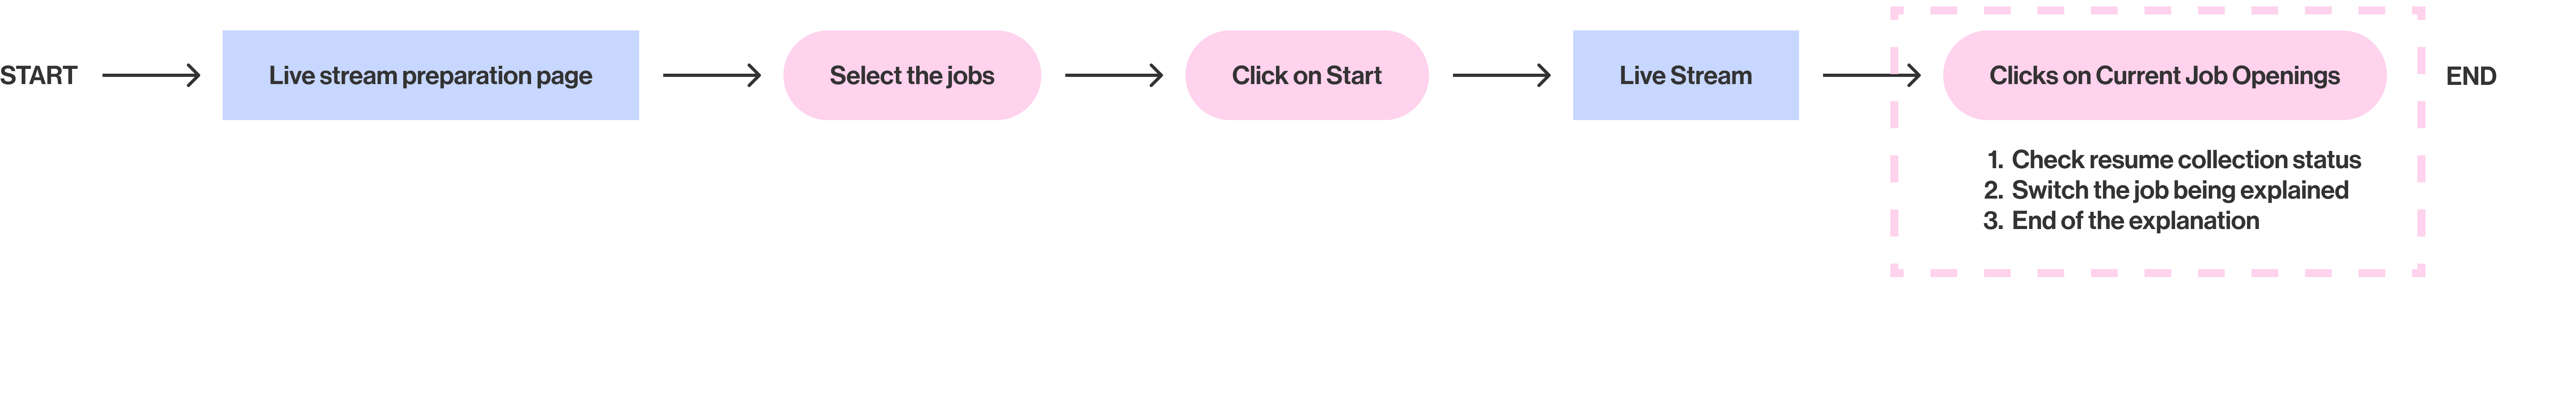 START
Live stream preparation page
Select the jobs
Click on Start
Live Stream
Clicks on Current Job Openings
END
1. Check resume collection status
2. Switch the job being explained
3. End of the explanation